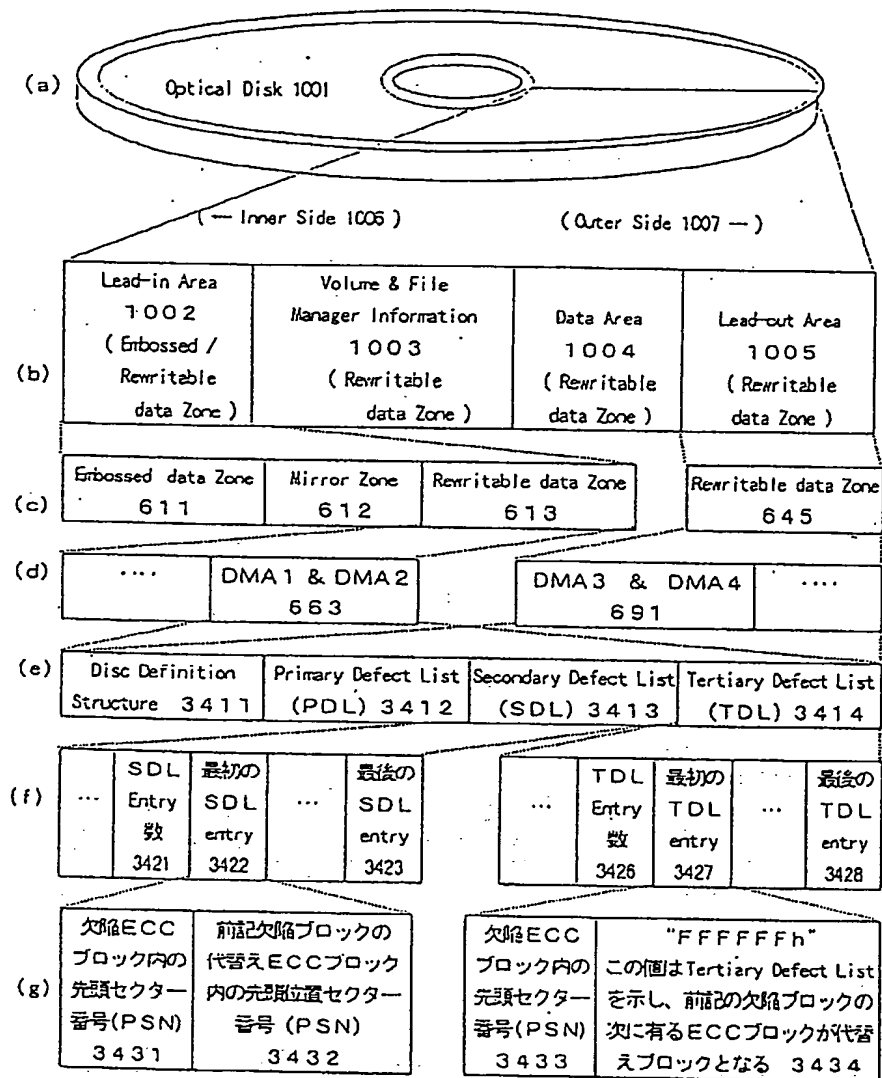 (a)
Optical Disk 1001
(← Inner Side 1006)
(Outer Side 1007 →)
(b)
Lead-in Area
1002
(Embossed /
Rewritable
data Zone)
Volume & File
Manager Information
1003
(Rewritable
data Zone)
Data Area
1004
(Rewritable
data Zone)
Lead-out Area
1005
(Rewritable
data Zone)
(c)
Embossed data Zone
611
Mirror Zone
612
Rewritable data Zone
613
Rewritable data Zone
645
(d)
····
DMA1 & DMA2
663
DMA3 & DMA4
691
····
(e)
Disc Definition
Structure 3411
Primary Defect List
(PDL) 3412
Secondary Defect List
(SDL) 3413
Tertiary Defect List
(TDL) 3414
(f)
…
SDL
Entry
数
3421
最初の
SDL
entry
3422
…
最後の
SDL
entry
3423
…
TDL
Entry
数
3426
最初の
TDL
entry
3427
…
最後の
TDL
entry
3428
(g)
欠陥ECC
ブロック内の
先頭セクター
番号(PSN)
3431
前記欠陥ブロックの
代替えECCブロック
内の先頭位置セクター
番号 (PSN)
3432
欠陥ECC
ブロック内の
先頭セクター
番号(PSN)
3433
"FFFFFFh"
この値はTertiary Defect List
を示し、前記の欠陥ブロックの
次に有るECCブロックが代替
えブロックとなる 3434